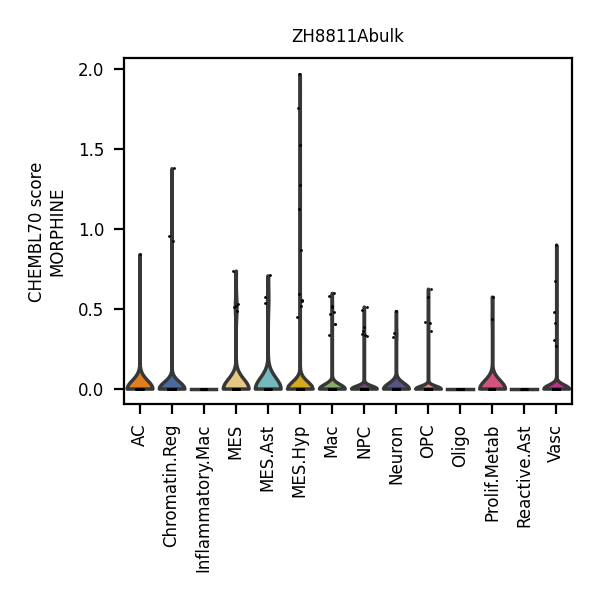 ZH8811Abulk
CHEMBL70 score
MORPHINE
2.0
1.5
1.0
0.5
0.0
AC
Chromatin.Reg
Inflammatory.Mac
MES
MES.Ast
MES.Hyp
Mac
NPC
Neuron
OPC
Oligo
Prolif.Metab
Reactive.Ast
Vasc